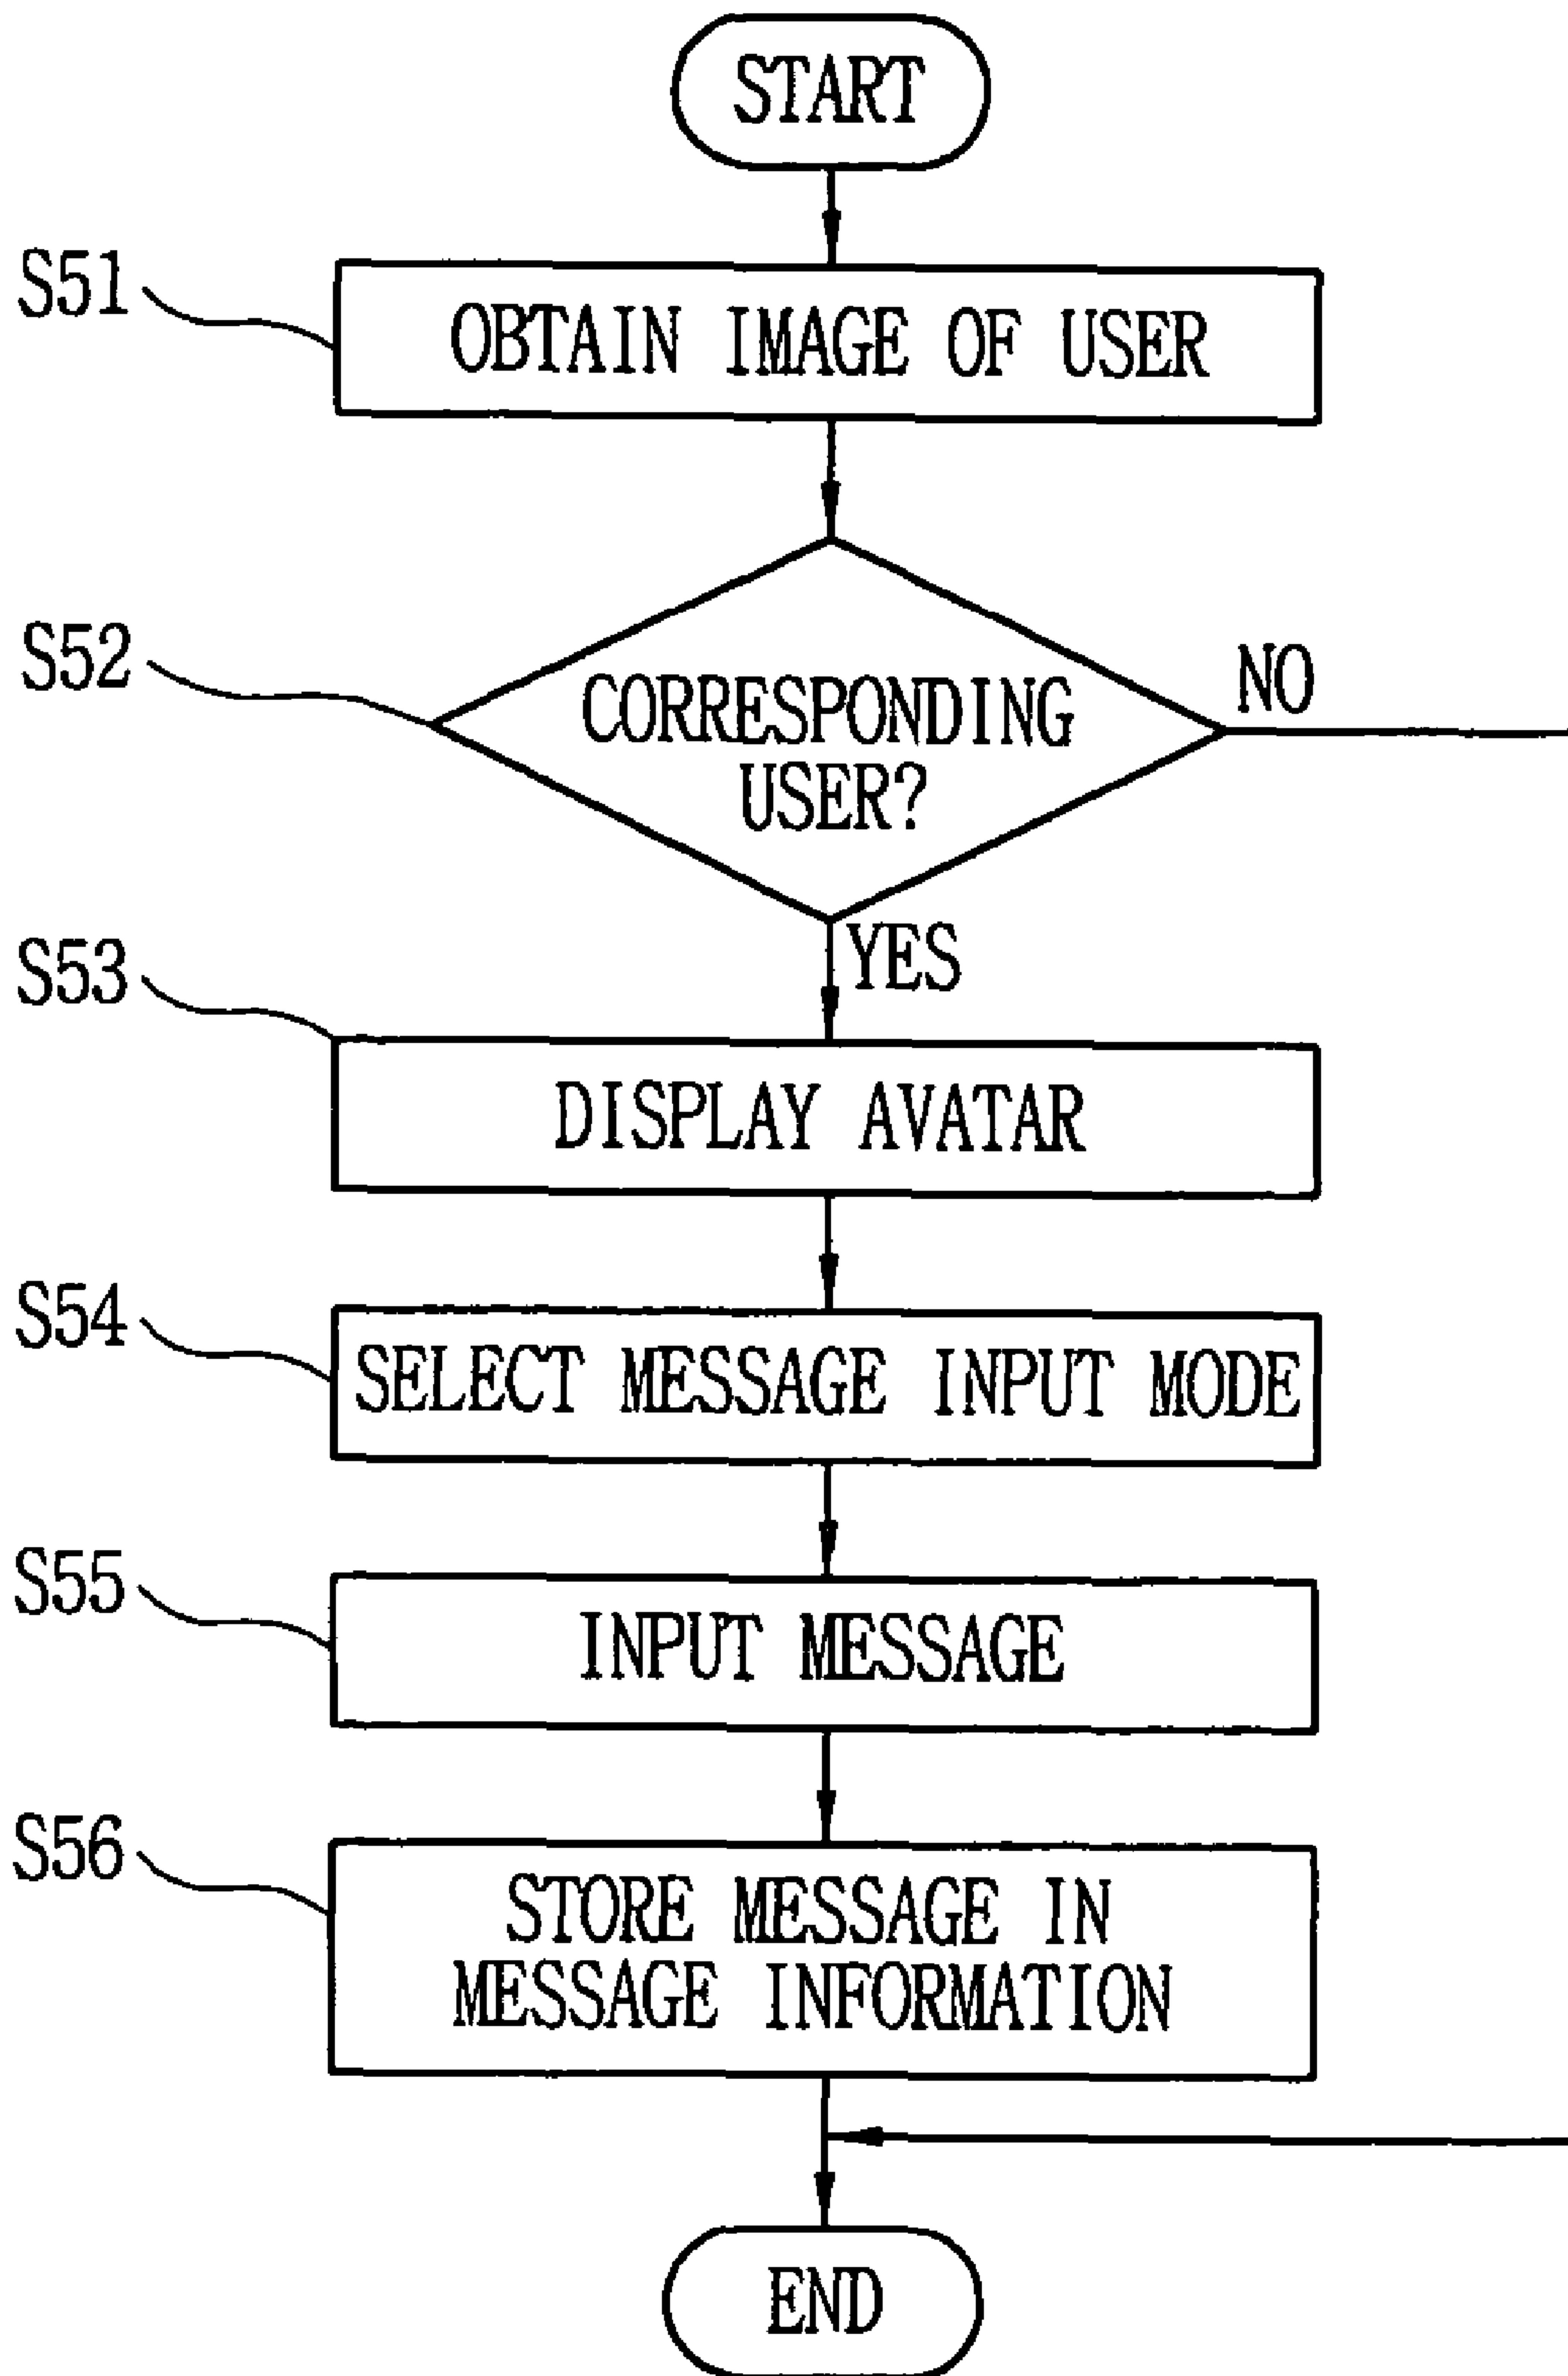 START
S51
OBTAIN IMAGE OF USER
S52
CORRESPONDING
USER?
NO
YES
S53
DISPLAY AVATAR
S54
SELECT MESSAGE INPUT MODE
S55
INPUT MESSAGE
S56
STORE MESSAGE IN
MESSAGE INFORMATION
END